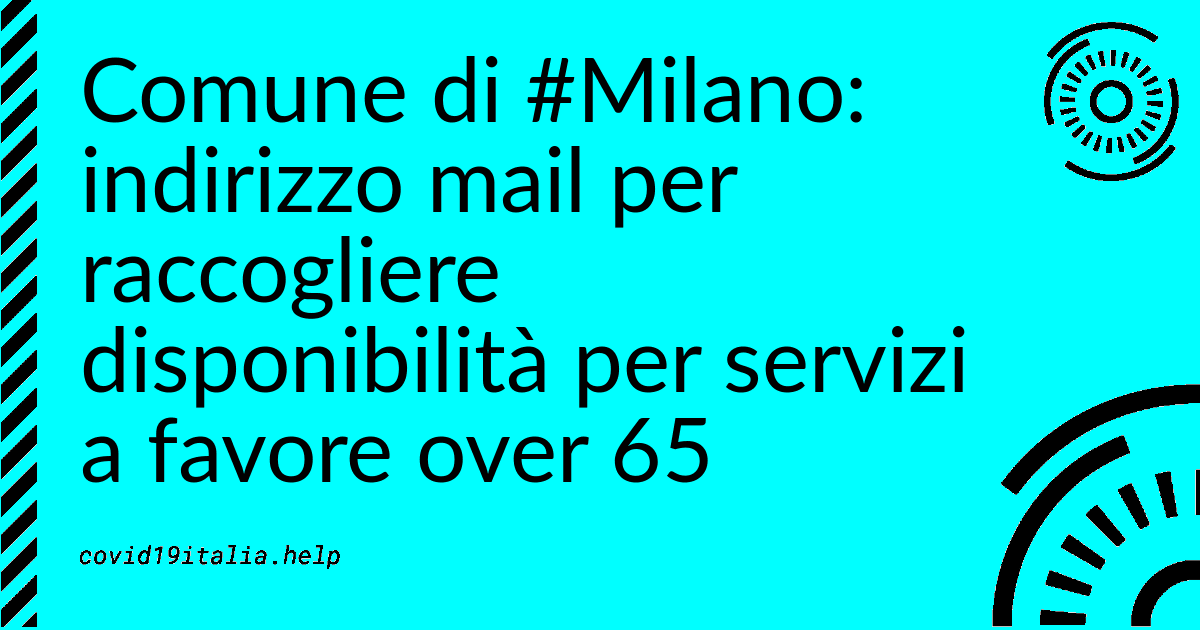 Comune di #Milano:
indirizzo mail per
raccogliere
disponibilità per servizi
a favore over 65
covid19italia.help